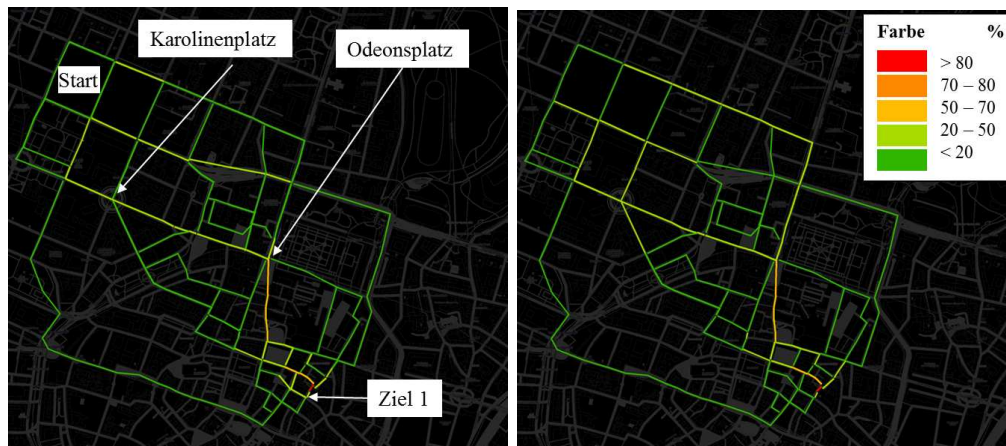 Karolinenplatz
Odeonsplatz
Start
Ziel 1
Farbe %
> 80
70 – 80
50 – 70
20 – 50
< 20